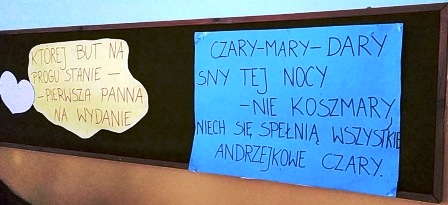 KTÓREJ BUT NA
PROGU STANIE –
– PIERWSZA PANNA
NA WYDANIE
CZARY-MARY-DARY
SNY TEJ NOCY
– NIE KOSZMARY,
NIECH SIĘ SPEŁNIĄ WSZYSTKIE
ANDRZEJKOWE CZARY.